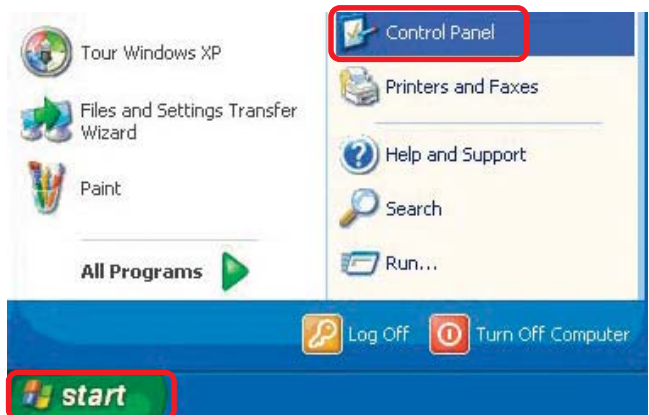 Tour Windows XP
Files and Settings Transfer
Wizard
Paint
All Programs
Control Panel
Printers and Faxes
Help and Support
Search
Run...
Log Off
Turn Off Computer
start